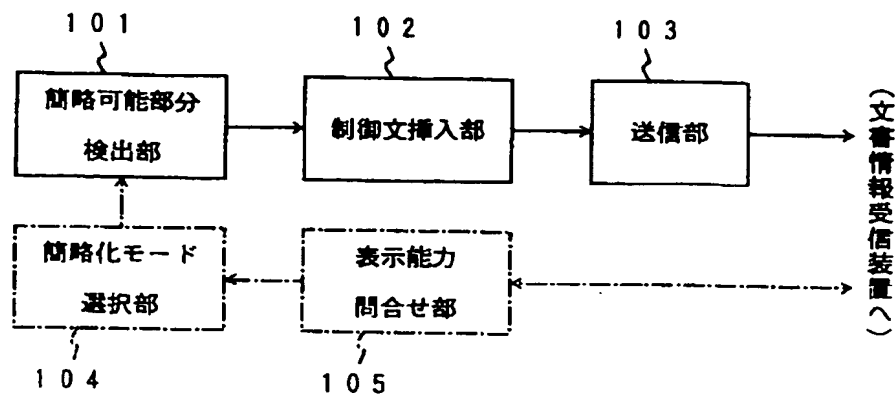 101
102
103
簡略可能部分
検出部
制御文挿入部
送信部
(文書情報受信装置へ)
簡略化モード
選択部
表示能力
問合せ部
104
105